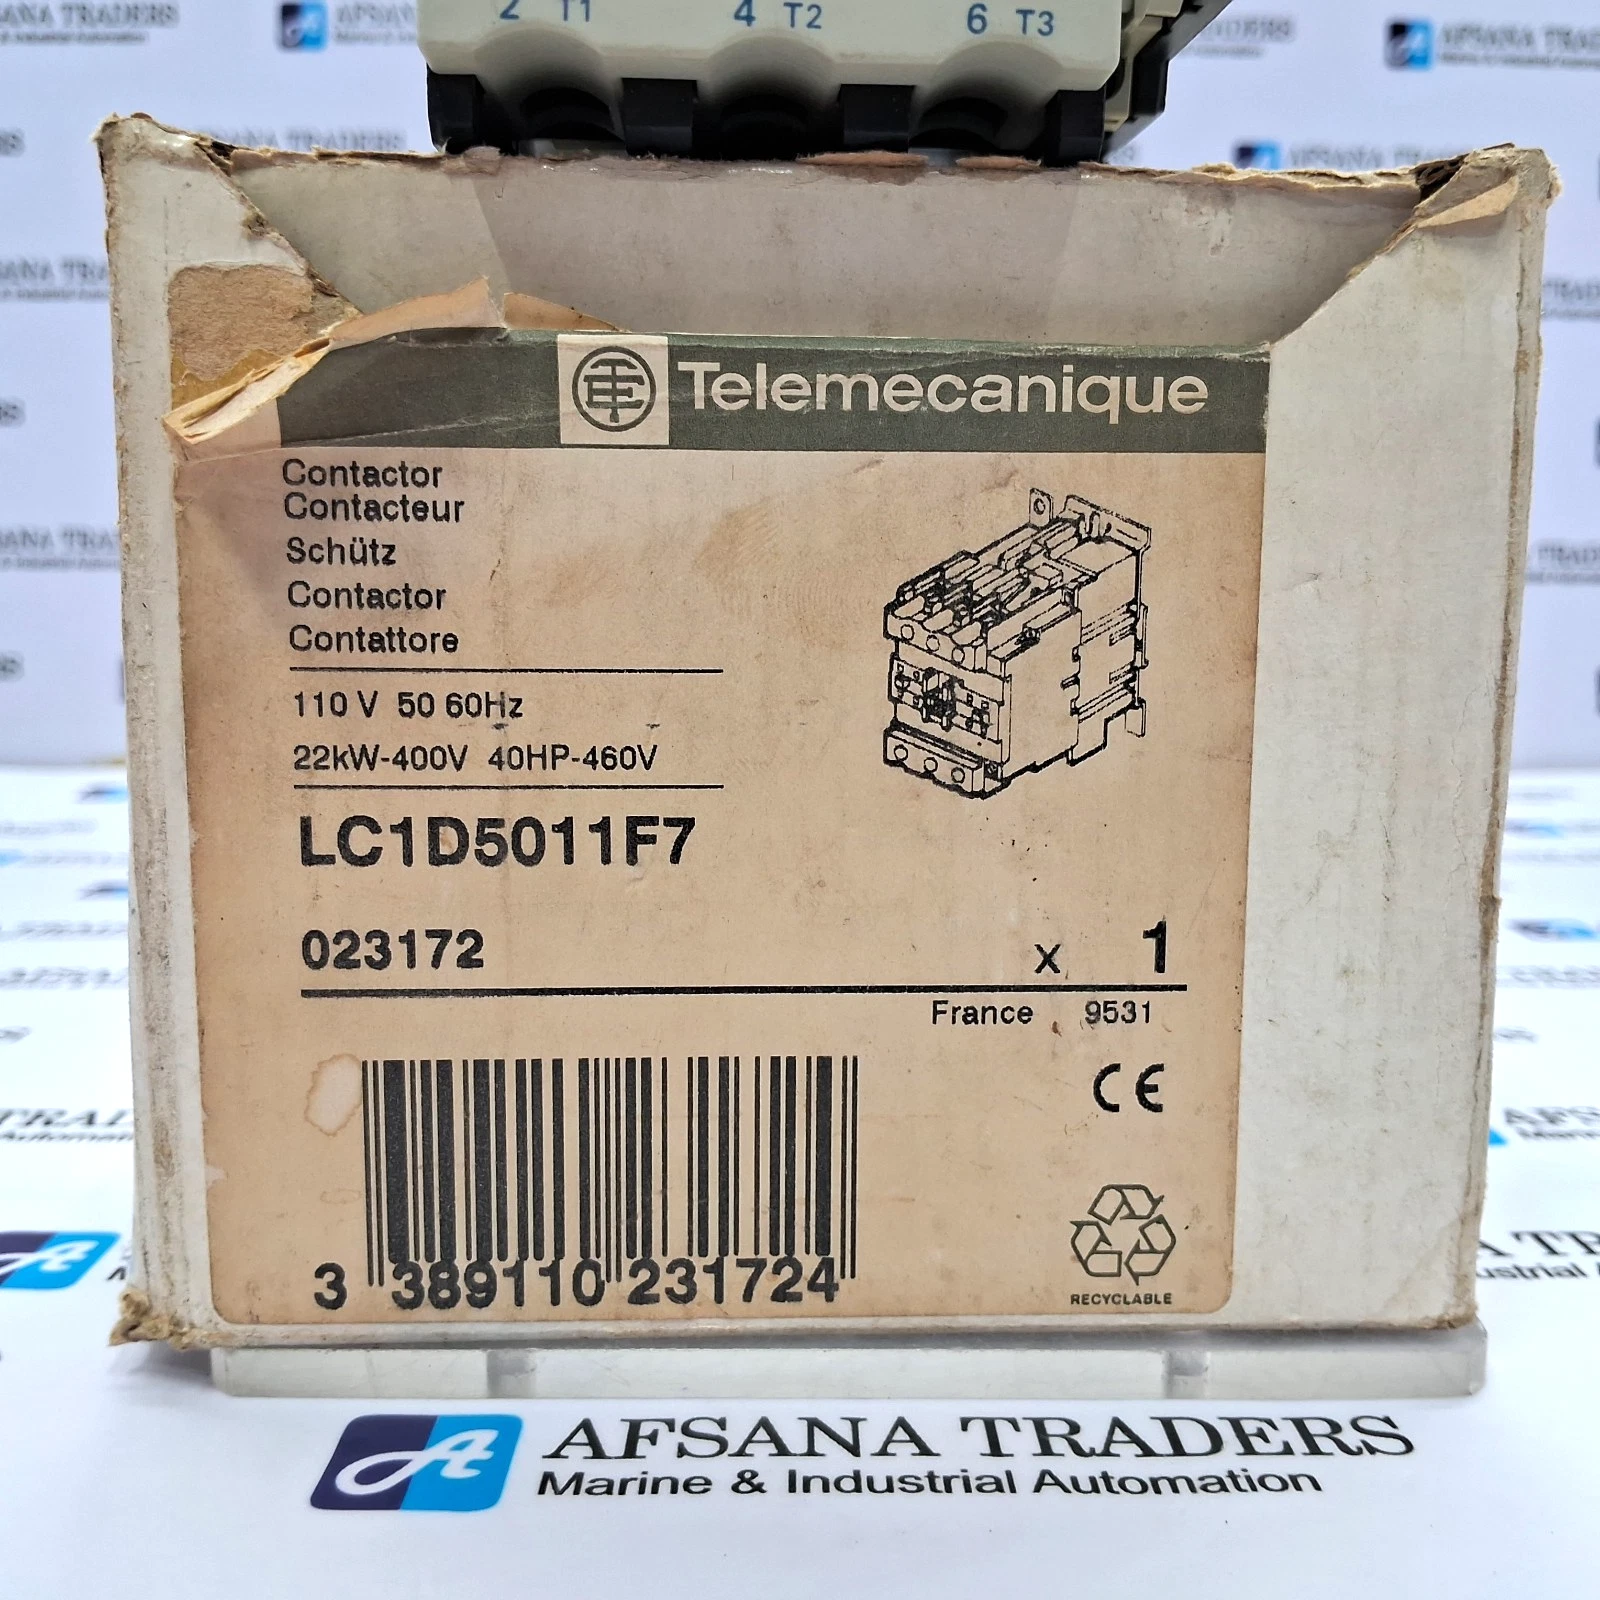 2 T1 4 T2 6 T3
Telemecanique
Contactor
Contacteur
Schütz
Contactor
Contattore
110 V 50 60Hz
22kW-400V 40HP-460V
LC1D5011F7
023172 x 1
France 9531
CE
3 389110 231724
RECYCLABLE
AFSANA TRADERS
Marine & Industrial Automation